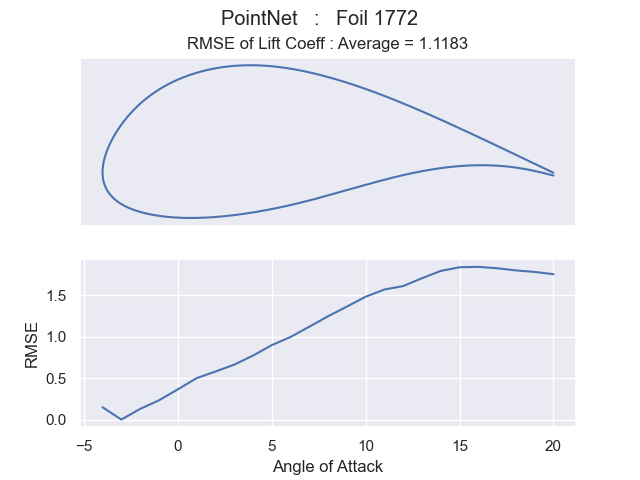 PointNet : Foil 1772
RMSE of Lift Coeff : Average = 1.1183
1.5
1.0
0.5
0.0
RMSE
−5 0 5 10 15 20
Angle of Attack